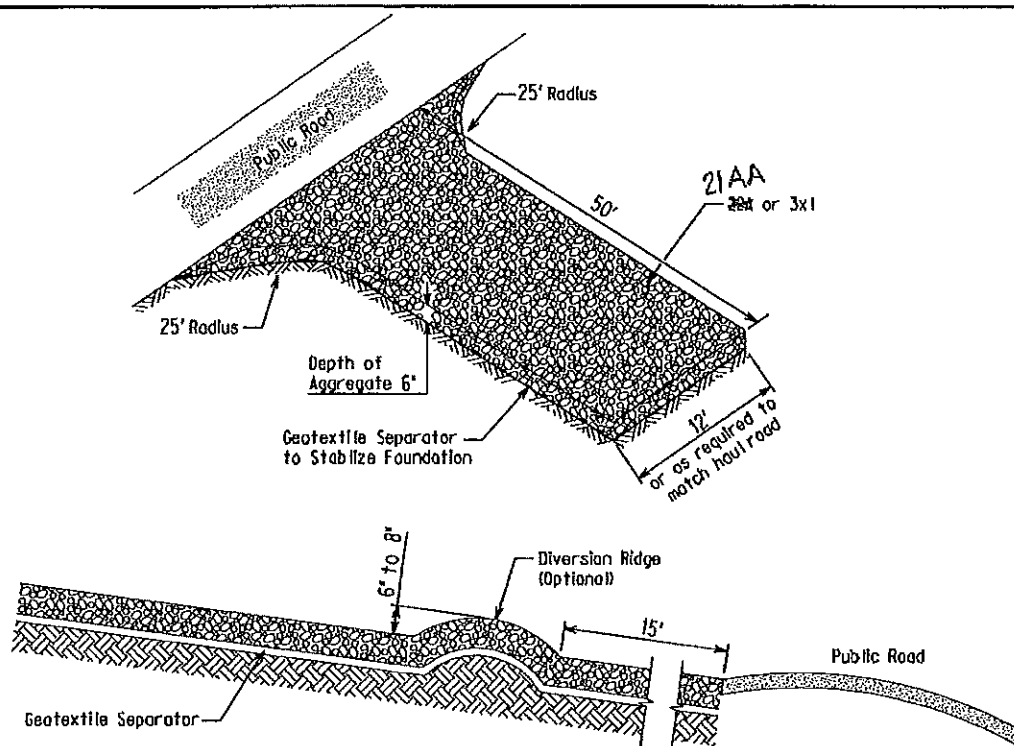 Public Road
25' Radius
50'
21AA
or 3x1
25' Radius
Depth of
Aggregate 6"
Geotextile Separator
to Stablize Foundation
12'
or as required to
match haul road
6" to 8"
Diversion Ridge
(Optional)
15'
Public Road
Geotextile Separator